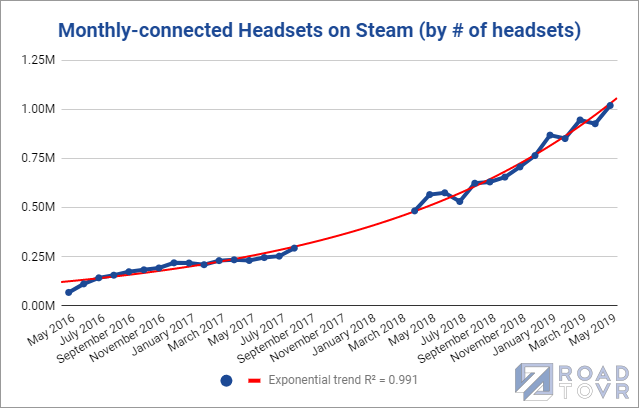 Monthly-connected Headsets on Steam (by # of headsets)
1.25M
1.00M
0.75M
0.50M
0.25M
0.00M
May 2016
July 2016
September 2016
November 2016
January 2017
March 2017
May 2017
July 2017
September 2017
November 2017
January 2018
March 2018
May 2018
July 2018
September 2018
November 2018
January 2019
March 2019
May 2019
Exponential trend R² = 0.991
ROAD
TOVR